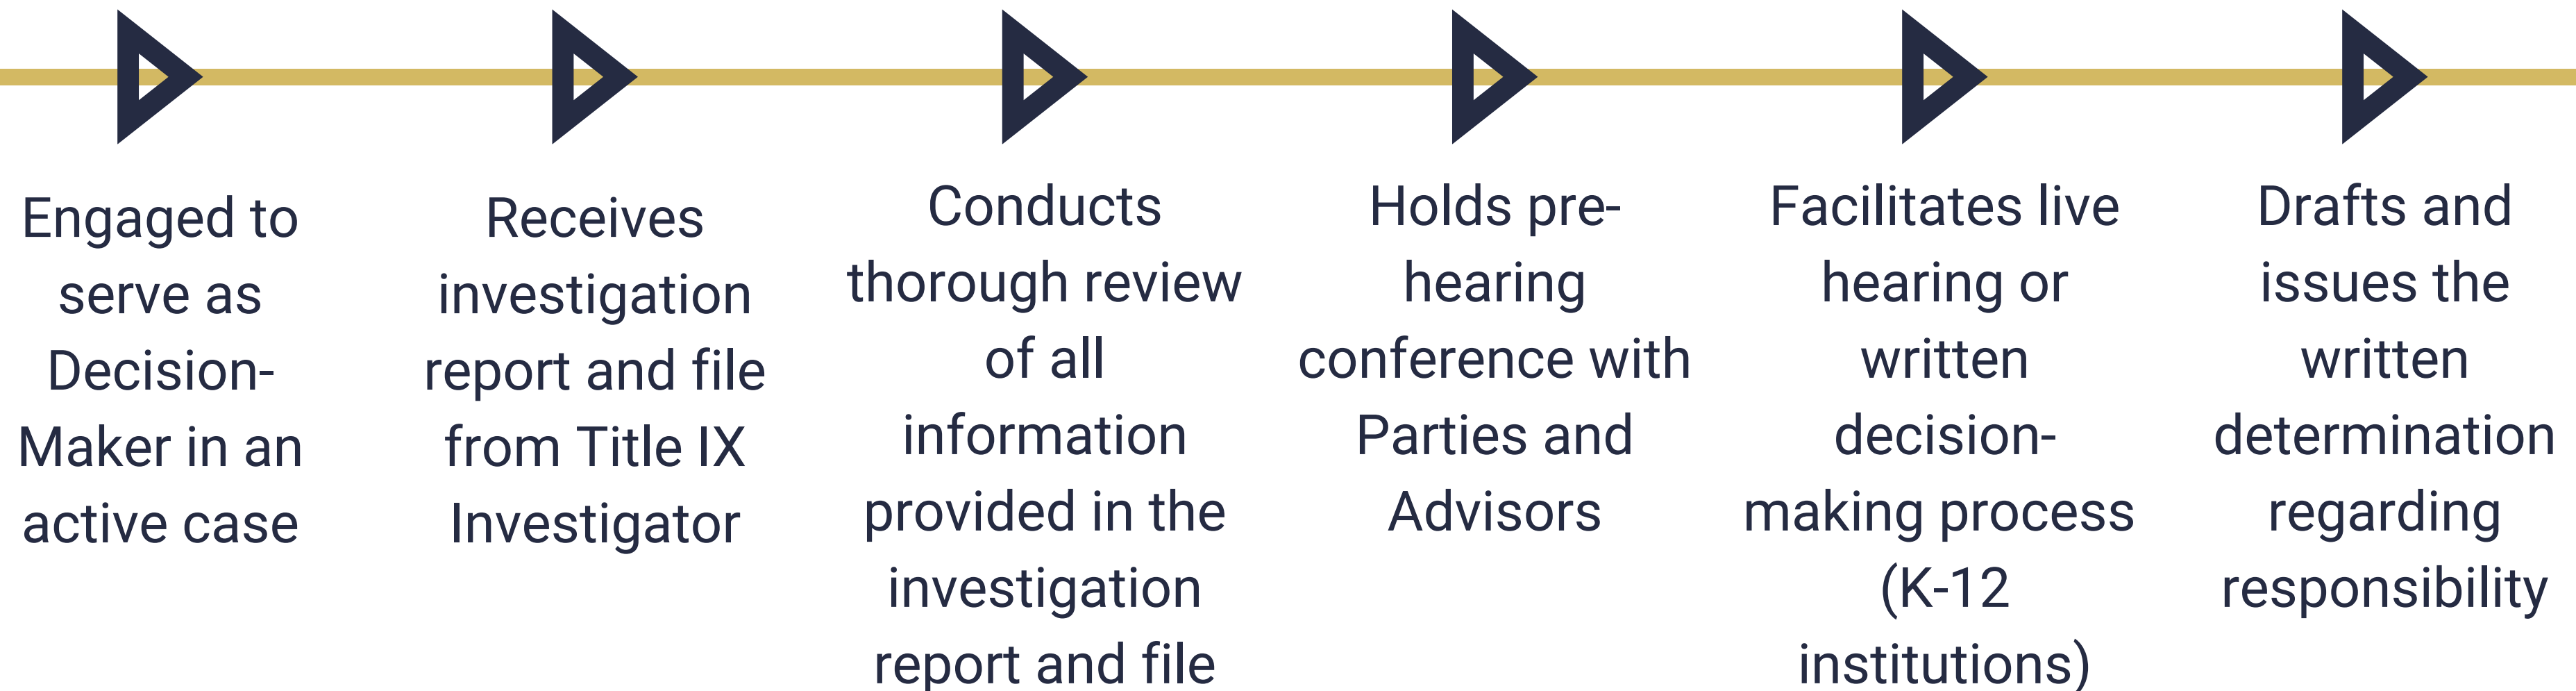 Engaged to
serve as
Decision-
Maker in an
active case
Receives
investigation
report and file
from Title IX
Investigator
Conducts
thorough review
of all
information
provided in the
investigation
report and file
Holds pre-
hearing
conference with
Parties and
Advisors
Facilitates live
hearing or
written
decision-
making process
(K-12
institutions)
Drafts and
issues the
written
determination
regarding
responsibility